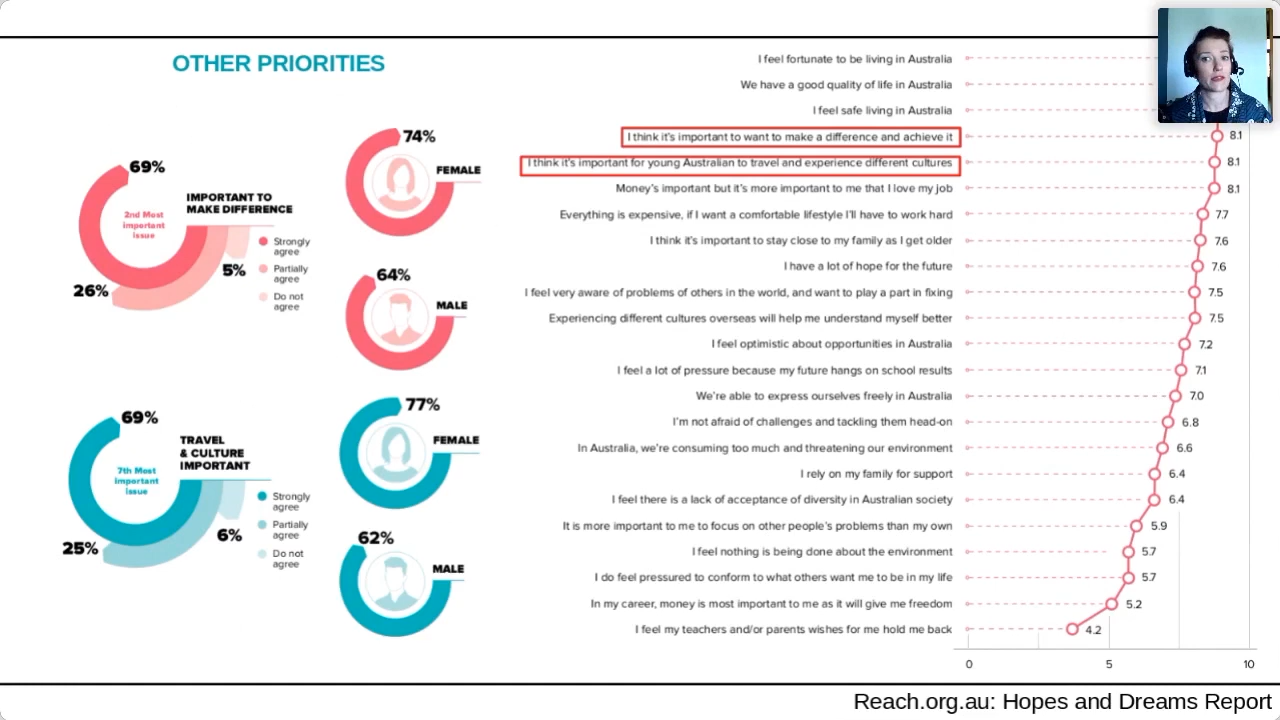 OTHER PRIORITIES
69%
2nd Most
important
issue
IMPORTANT TO
MAKE DIFFERENCE
Strongly
agree
Partially
agree
Do not
agree
5%
26%
74%
FEMALE
64%
MALE
69%
7th Most
important
issue
TRAVEL
& CULTURE
IMPORTANT
Strongly
agree
Partially
agree
Do not
agree
6%
25%
77%
FEMALE
62%
MALE
I feel fortunate to be living in Australia
We have a good quality of life in Australia
I feel safe living in Australia
I think it's important to want to make a difference and achieve it 8.1
I think it's important for young Australian to travel and experience different cultures 8.1
Money's important but it's more important to me that I love my job 8.1
Everything is expensive, if I want a comfortable lifestyle I'll have to work hard 7.7
I think it's important to stay close to my family as I get older 7.6
I have a lot of hope for the future 7.6
I feel very aware of problems of others in the world, and want to play a part in fixing 7.5
Experiencing different cultures overseas will help me understand myself better 7.5
I feel optimistic about opportunities in Australia 7.2
I feel a lot of pressure because my future hangs on school results 7.1
We're able to express ourselves freely in Australia 7.0
I'm not afraid of challenges and tackling them head-on 6.8
In Australia, we're consuming too much and threatening our environment 6.6
I rely on my family for support 6.4
I feel there is a lack of acceptance of diversity in Australian society 6.4
It is more important to me to focus on other people's problems than my own 5.9
I feel nothing is being done about the environment 5.7
I do feel pressured to conform to what others want me to be in my life 5.7
In my career, money is most important to me as it will give me freedom 5.2
I feel my teachers and/or parents wishes for me hold me back 4.2
0 5 10
Reach.org.au: Hopes and Dreams Report